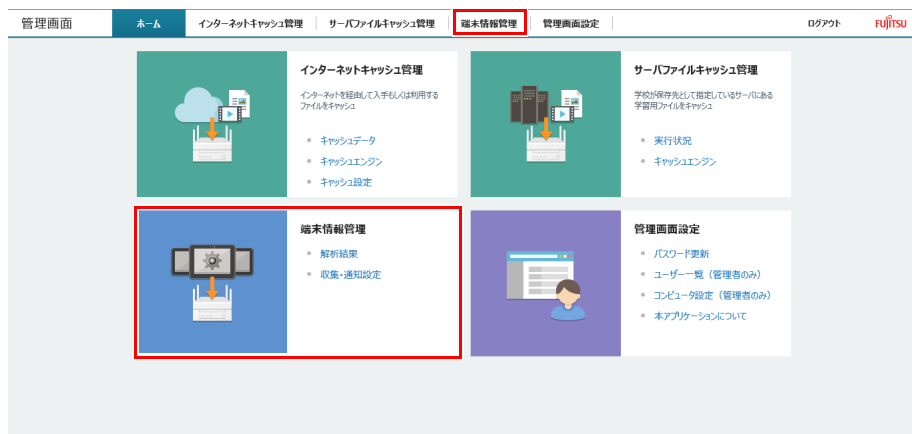 管理画面 ホーム インターネットキャッシュ管理 サーバファイルキャッシュ管理 端末情報管理 管理画面設定 ログアウト FUJITSU
インターネットキャッシュ管理
インターネットを経由して入手もしくは利用する
ファイルをキャッシュ
キャッシュデータ
キャッシュエンジン
キャッシュ設定
サーバファイルキャッシュ管理
学校が保存先として指定しているサーバにある
学習用ファイルをキャッシュ
実行状況
キャッシュエンジン
端末情報管理
解析結果
収集・通知設定
管理画面設定
パスワード更新
ユーザー一覧（管理者のみ）
コンピュータ設定（管理者のみ）
本アプリケーションについて